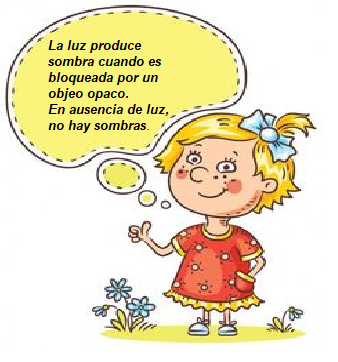 La luz produce
sombra cuando es
bloqueada por un
objeo opaco.
En ausencia de luz,
no hay sombras.